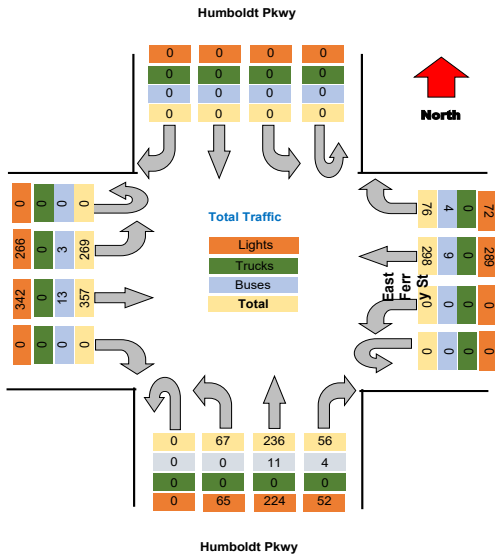 Humboldt Pkwy
0 0 0 0
0 0 0 0
0 0 0 0
0 0 0 0
North
0 0 0 0
266 0 3 269
342 0 13 357
0 0 0 0
Total Traffic
Lights
Trucks
Buses
Total
76 4 0 72
298 9 0 289
East
Ferr
y St
0 0 0 0
0 0 0 0
0 67 236 56
0 0 11 4
0 0 0 0
0 65 224 52
Humboldt Pkwy